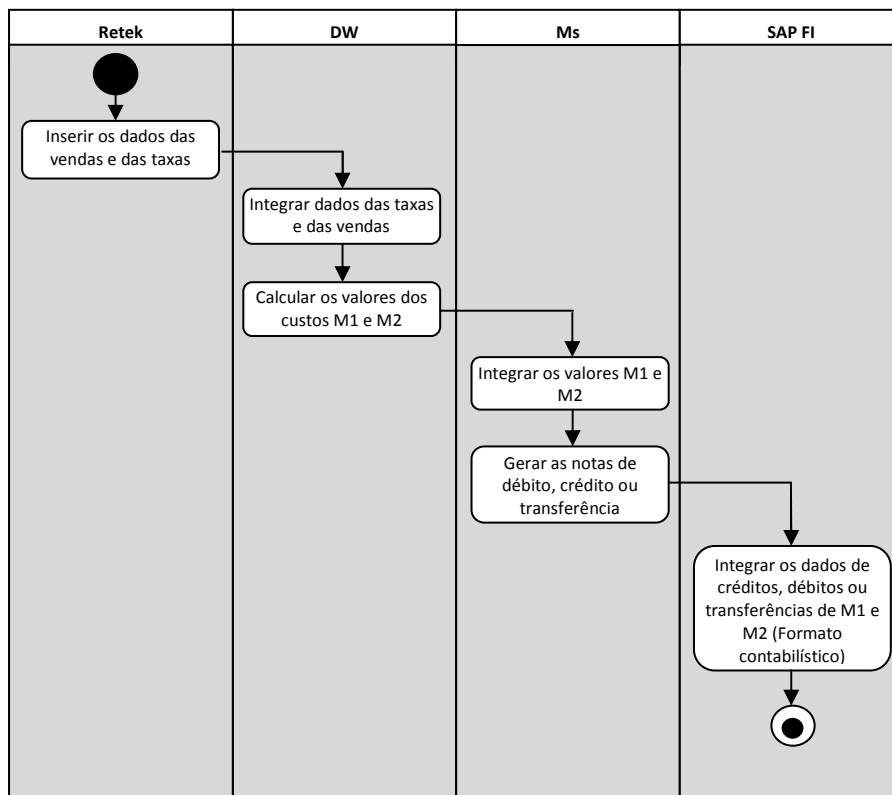 Retek
DW
Ms
SAP FI
Inserir os dados das
vendas e das taxas
Integrar dados das taxas
e das vendas
Calcular os valores dos
custos M1 e M2
Integrar os valores M1 e
M2
Gerar as notas de
débito, crédito ou
transferência
Integrar os dados de
créditos, débitos ou
transferências de M1 e
M2 (Formato
contabilístico)